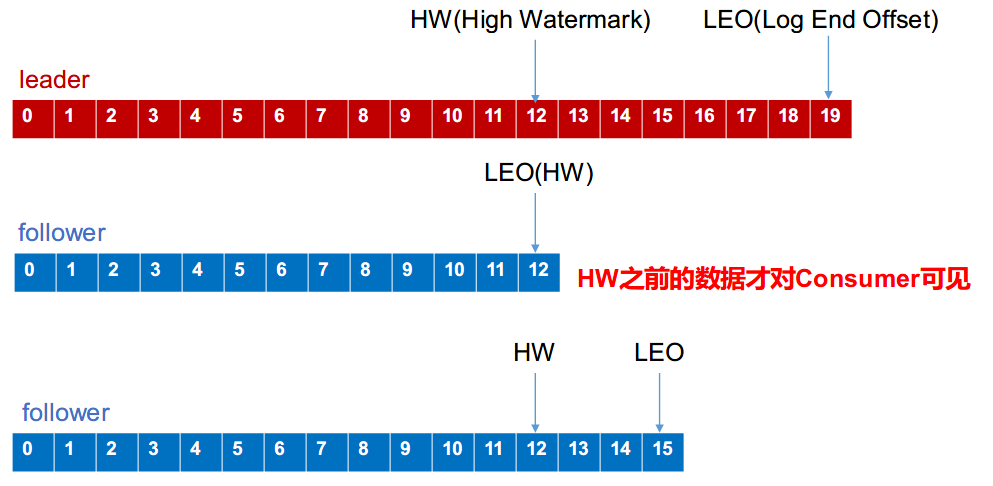 HW(High Watermark) LEO(Log End Offset)
leader
0 1 2 3 4 5 6 7 8 9 10 11 12 13 14 15 16 17 18 19
LEO(HW)
follower
0 1 2 3 4 5 6 7 8 9 10 11 12
HW之前的数据才对Consumer可见
HW LEO
follower
0 1 2 3 4 5 6 7 8 9 10 11 12 13 14 15